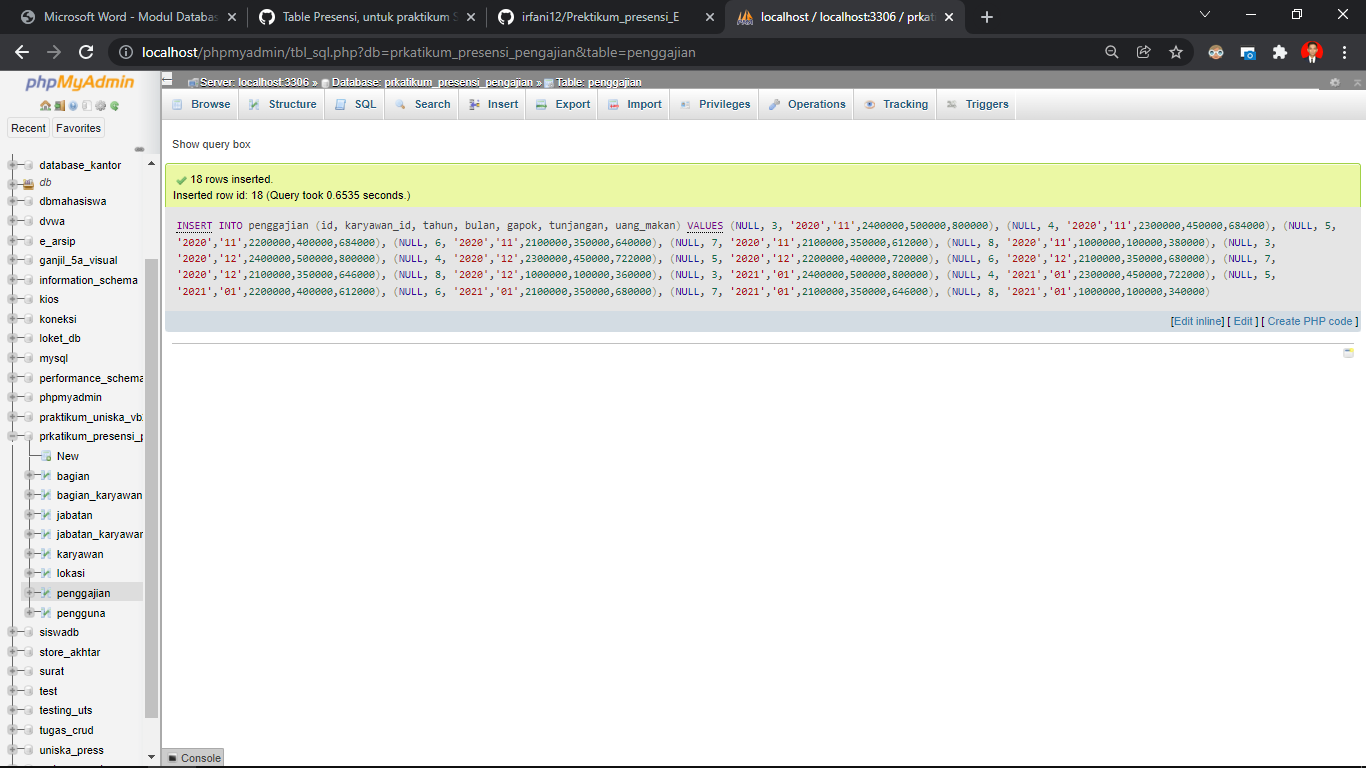 Microsoft Word - Modul Databas
Table Presensi, untuk praktikum S
irfani12/Prektikum_presensi_E
localhost / localhost:3306 / prkati
localhost/phpmyadmin/tbl_sql.php?db=prkatikum_presensi_pengajian&table=penggajian
phpMyAdmin
Recent
Favorites
database_kantor
db
dbmahasiswa
dvwa
e_arsip
ganjil_5a_visual
information_schema
kios
koneksi
loket_db
mysql
performance_schema
phpmyadmin
praktikum_uniska_vb
prkatikum_presensi_p
New
bagian
bagian_karyawan
jabatan
jabatan_karyawan
karyawan
lokasi
penggajian
pengguna
siswadb
store_akhtar
surat
test
testing_uts
tugas_crud
uniska_press
Server: localhost:3306 » Database: prkatikum_presensi_pengajian » Table: penggajian
Browse Structure SQL Search Insert Export Import Privileges Operations Tracking Triggers
Show query box
18 rows inserted.
Inserted row id: 18 (Query took 0.6535 seconds.)
INSERT INTO penggajian (id, karyawan_id, tahun, bulan, gapok, tunjangan, uang_makan) VALUES (NULL, 3, '2020','11',2400000,500000,800000), (NULL, 4, '2020','11',2300000,450000,684000), (NULL, 5,
'2020','11',2200000,400000,684000), (NULL, 6, '2020','11',2100000,350000,640000), (NULL, 7, '2020','11',2100000,350000,612000), (NULL, 8, '2020','11',1000000,100000,380000), (NULL, 3,
'2020','12',2400000,500000,800000), (NULL, 4, '2020','12',2300000,450000,722000), (NULL, 5, '2020','12',2200000,400000,720000), (NULL, 6, '2020','12',2100000,350000,680000), (NULL, 7,
'2020','12',2100000,350000,646000), (NULL, 8, '2020','12',1000000,100000,360000), (NULL, 3, '2021','01',2400000,500000,800000), (NULL, 4, '2021','01',2300000,450000,722000), (NULL, 5,
'2021','01',2200000,400000,612000), (NULL, 6, '2021','01',2100000,350000,680000), (NULL, 7, '2021','01',2100000,350000,646000), (NULL, 8, '2021','01',1000000,100000,340000)
[Edit inline] [ Edit ] [ Create PHP code ]
Console